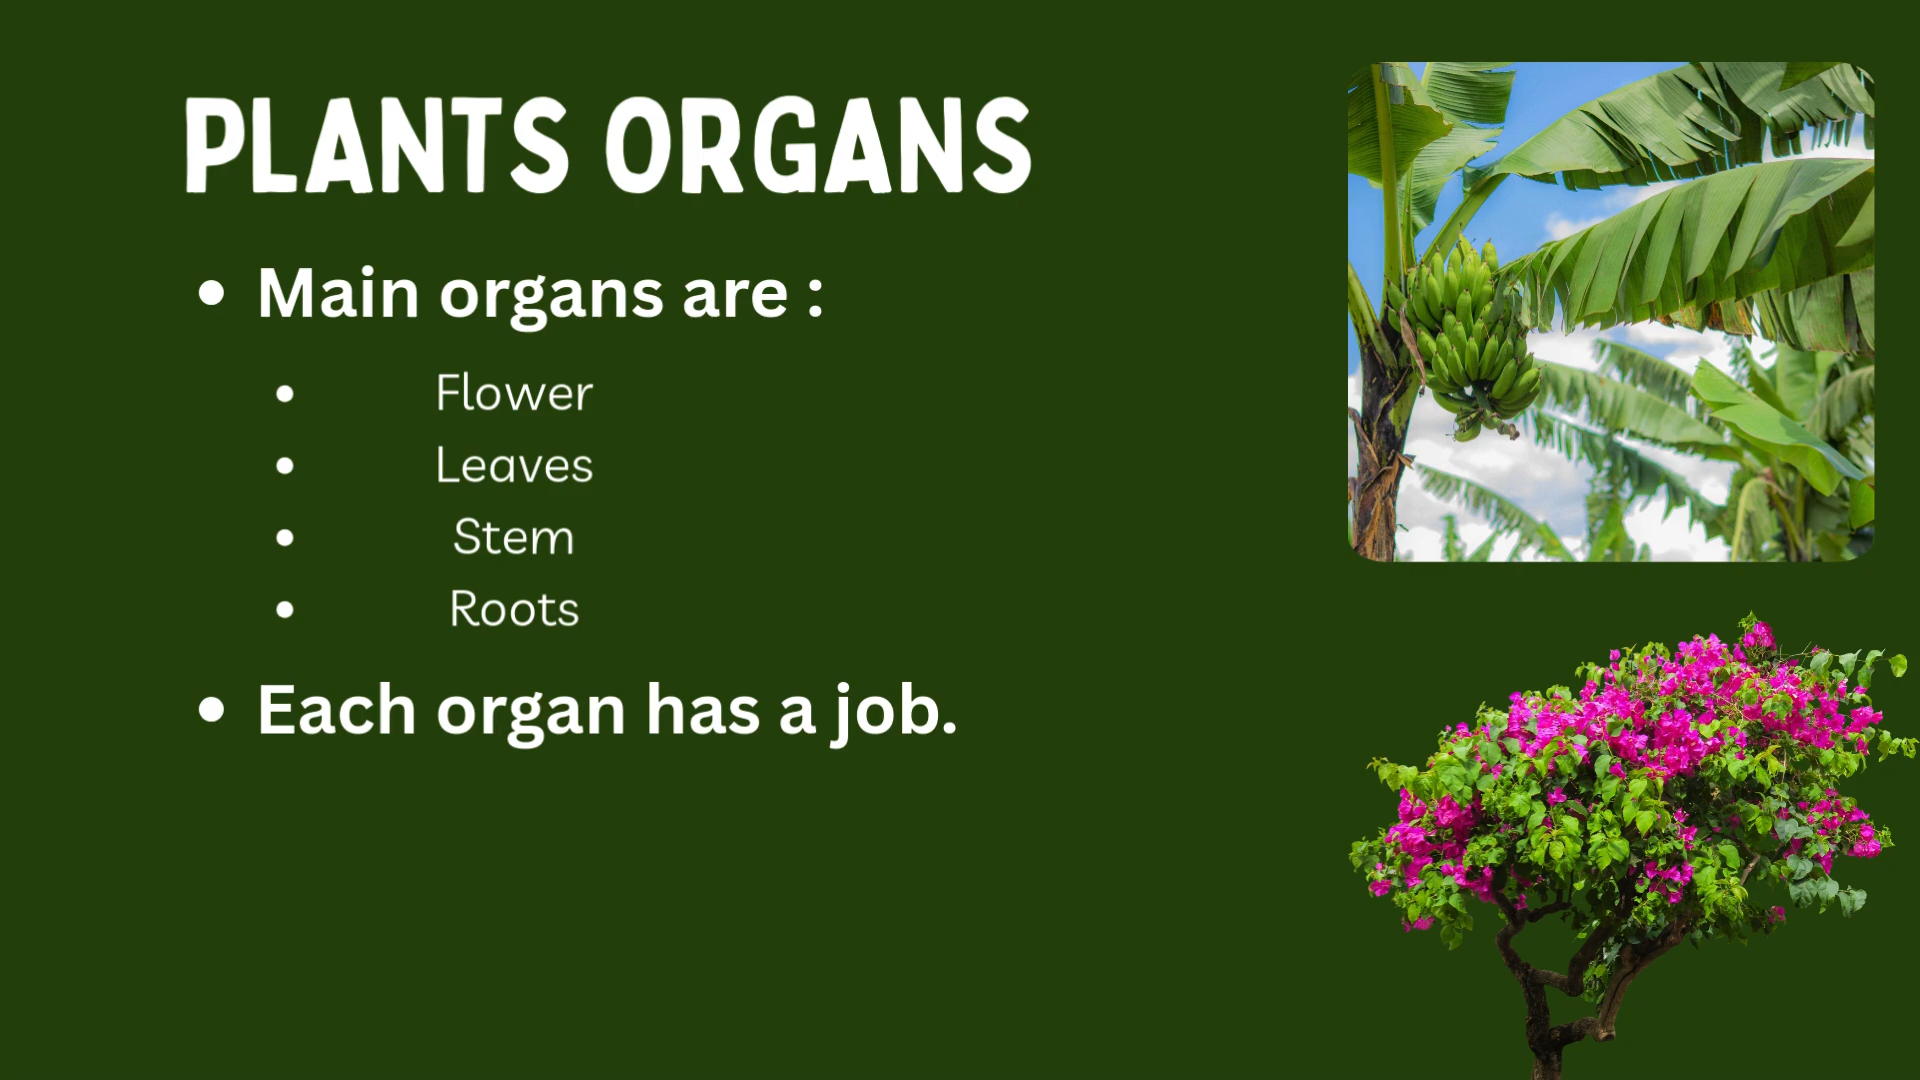 PLANTS ORGANS
• Main organs are :
• Flower
• Leaves
• Stem
• Roots
• Each organ has a job.